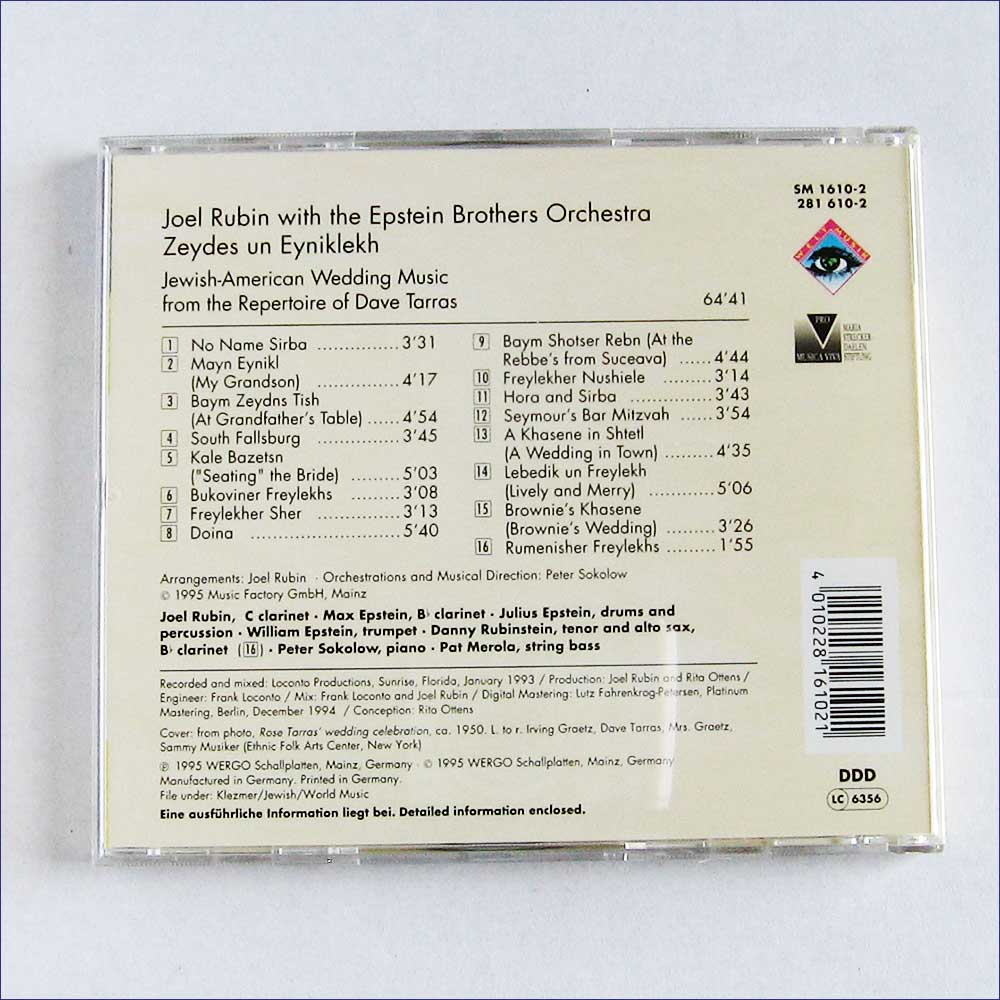 SM 1610-2
281 610-2
WELTMUSIK
Joel Rubin with the Epstein Brothers Orchestra
Zeydes un Eyniklekh
Jewish-American Wedding Music
from the Repertoire of Dave Tarras 64'41
PRO
MUSICA VIVA
MARIA
STRECKER
DAELEN
STIFTUNG
1 No Name Sirba ............... 3'31
2 Mayn Eynikl
(My Grandson) ............... 4'17
3 Baym Zeydns Tish
(At Grandfather's Table) ...... 4'54
4 South Fallsburg ............... 3'45
5 Kale Bazetsn
("Seating" the Bride) ......... 5'03
6 Bukoviner Freylekhs ......... 3'08
7 Freylekher Sher ............... 3'13
8 Doina ........................... 5'40
9 Baym Shotser Rebn (At the
Rebbe's from Suceava) ...... 4'44
10 Freylekher Nushiele ......... 3'14
11 Hora and Sirba ............... 3'43
12 Seymour's Bar Mitzvah ...... 3'54
13 A Khasene in Shtetl
(A Wedding in Town) ......... 4'35
14 Lebedik un Freylekh
(Lively and Merry) ............ 5'06
15 Brownie's Khasene
(Brownie's Wedding) ......... 3'26
16 Rumenisher Freylekhs ......... 1'55
Arrangements: Joel Rubin · Orchestrations and Musical Direction: Peter Sokolow
© 1995 Music Factory GmbH, Mainz
Joel Rubin, C clarinet · Max Epstein, B♭ clarinet · Julius Epstein, drums and
percussion · William Epstein, trumpet · Danny Rubinstein, tenor and alto sax,
B♭ clarinet (16) · Peter Sokolow, piano · Pat Merola, string bass
Recorded and mixed: Loconto Productions, Sunrise, Florida, January 1993 / Production: Joel Rubin and Rita Ottens /
Engineer: Frank Loconto / Mix: Frank Loconto and Joel Rubin / Digital Mastering: Lutz Fahrenkrog-Petersen, Platinum
Mastering, Berlin, December 1994 / Conception: Rita Ottens
Cover: from photo, Rose Tarras' wedding celebration, ca. 1950. L. to r. Irving Graetz, Dave Tarras, Mrs. Graetz,
Sammy Musiker (Ethnic Folk Arts Center, New York)
℗ 1995 WERGO Schallplatten, Mainz, Germany · © 1995 WERGO Schallplatten, Mainz, Germany
Manufactured in Germany. Printed in Germany.
File under: Klezmer/Jewish/World Music
Eine ausführliche Information liegt bei. Detailed information enclosed.
4 010228 161021
DDD
LC 6356